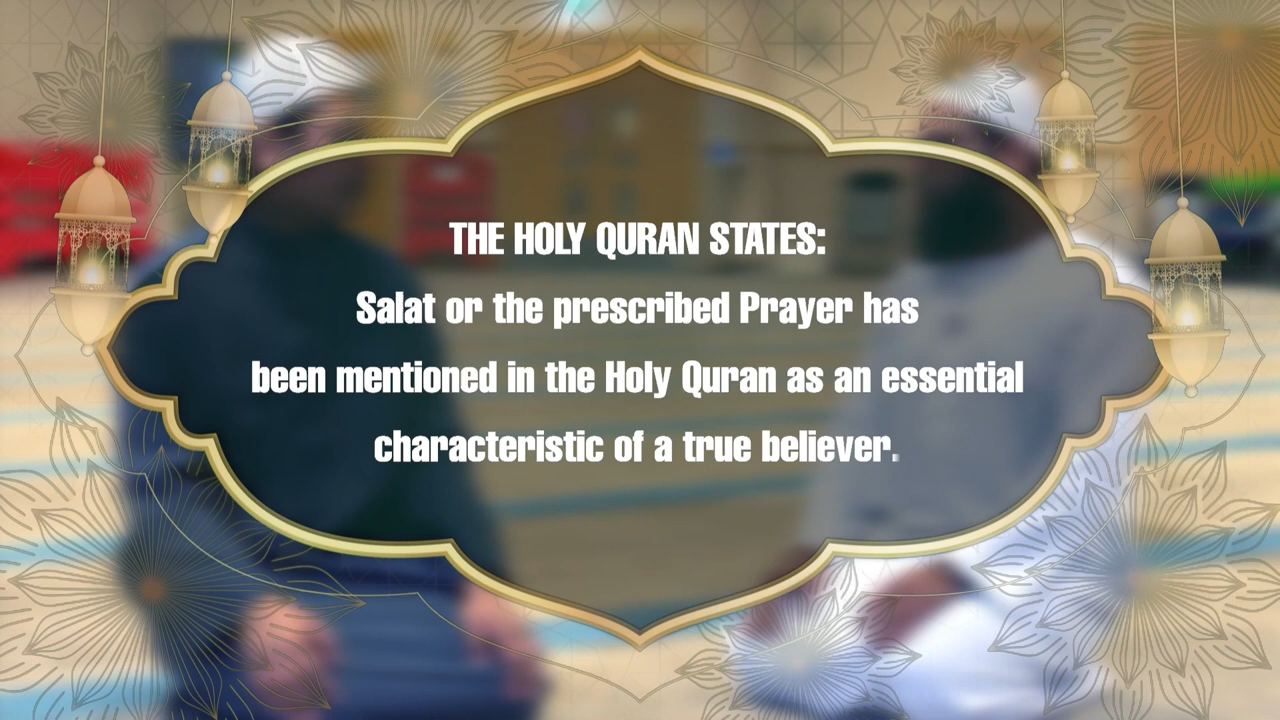 THE HOLY QURAN STATES:
Salat or the prescribed Prayer has
been mentioned in the Holy Quran as an essential
characteristic of a true believer.